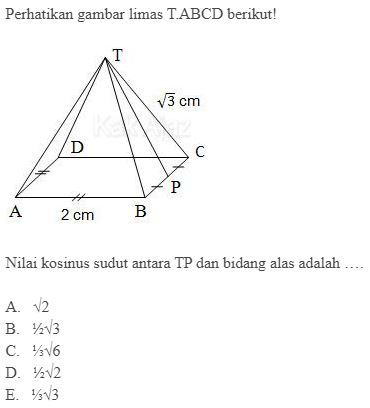 Perhatikan gambar limas T.ABCD berikut!
T
√3 cm
D
C
P
A
2 cm
B
Nilai kosinus sudut antara TP dan bidang alas adalah ....
A. √2
B. ½√3
C. ⅓√6
D. ½√2
E. ⅓√3